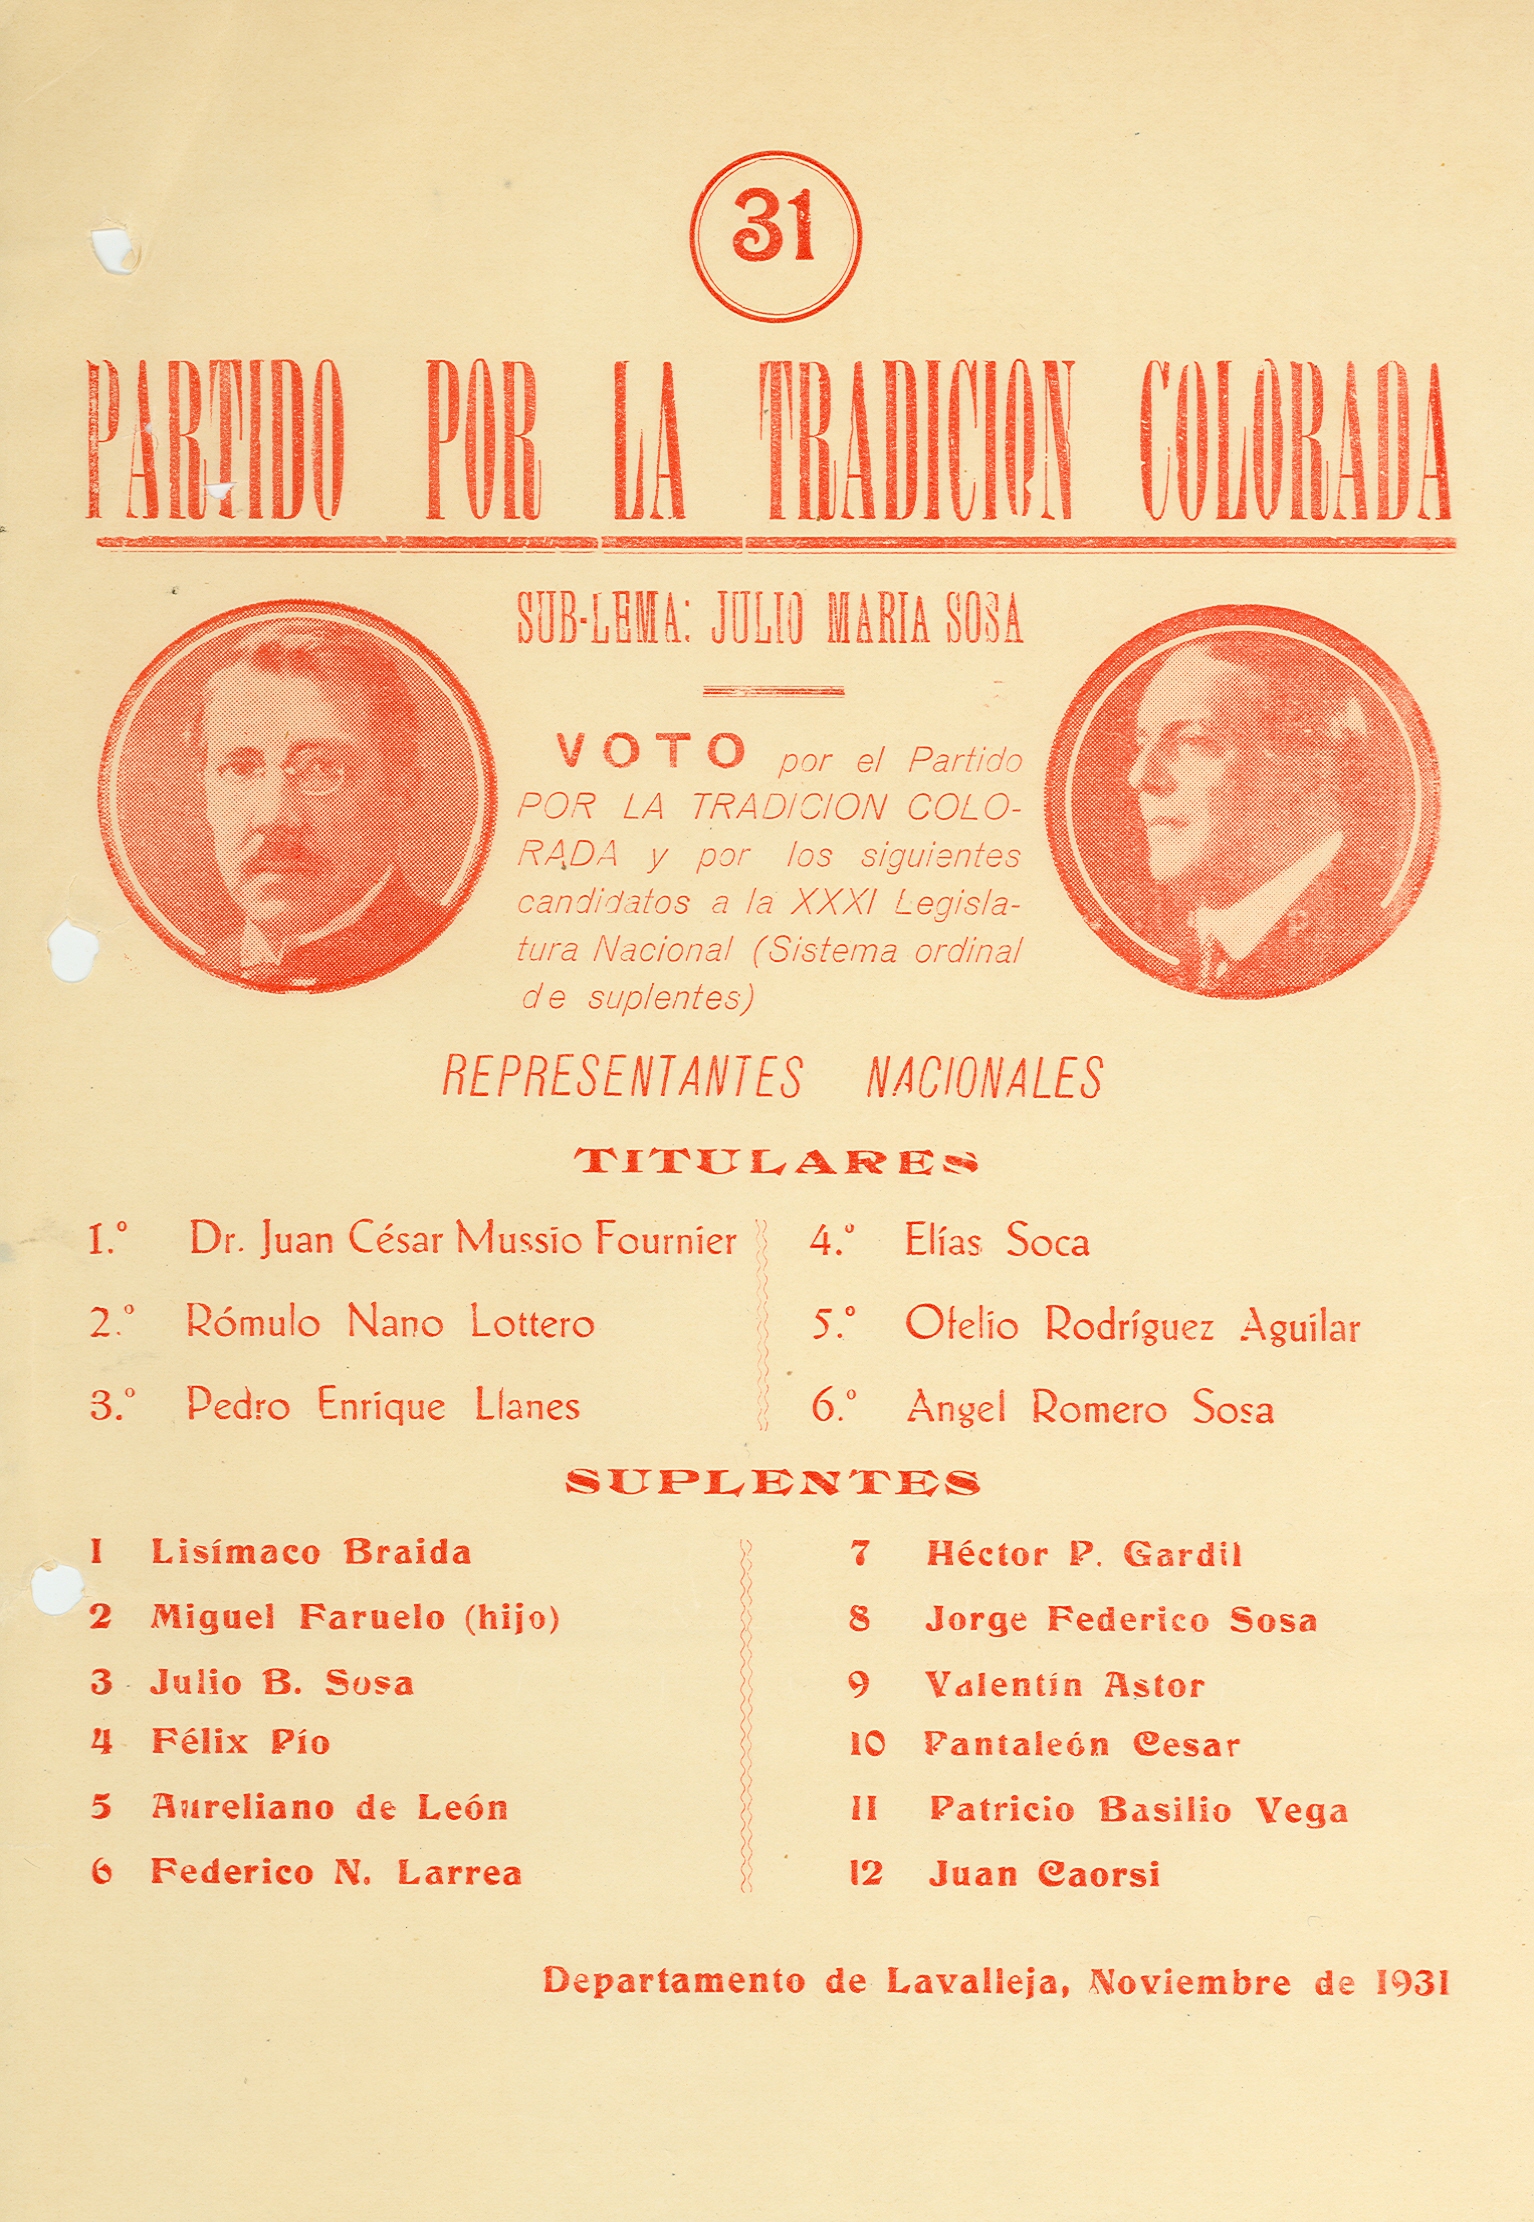 31
PARTIDO POR LA TRADICION COLORADA
SUB-LEMA: JULIO MARIA SOSA
VOTO por el Partido
POR LA TRADICION COLO-
RADA y por los siguientes
candidatos a la XXXI Legisla-
tura Nacional (Sistema ordinal
de suplentes)
REPRESENTANTES NACIONALES
TITULARES
1.º Dr. Juan César Mussio Fournier
2.º Rómulo Nano Lottero
3.º Pedro Enrique Llanes
4.º Elías Soca
5.º Ofelio Rodríguez Aguilar
6.º Angel Romero Sosa
SUPLENTES
1 Lisímaco Braida
2 Miguel Faruelo (hijo)
3 Julio B. Sosa
4 Félix Pío
5 Aureliano de León
6 Federico N. Larrea
7 Héctor P. Gardil
8 Jorge Federico Sosa
9 Valentín Astor
10 Pantaleón Cesar
11 Patricio Basilio Vega
12 Juan Caorsi
Departamento de Lavalleja, Noviembre de 1931